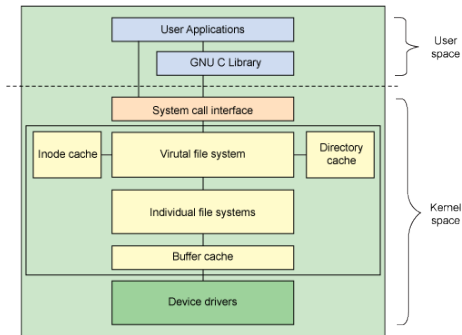 User Applications
GNU C Library
User
space
System call interface
Inode cache
Virutal file system
Directory
cache
Individual file systems
Buffer cache
Kernel
space
Device drivers